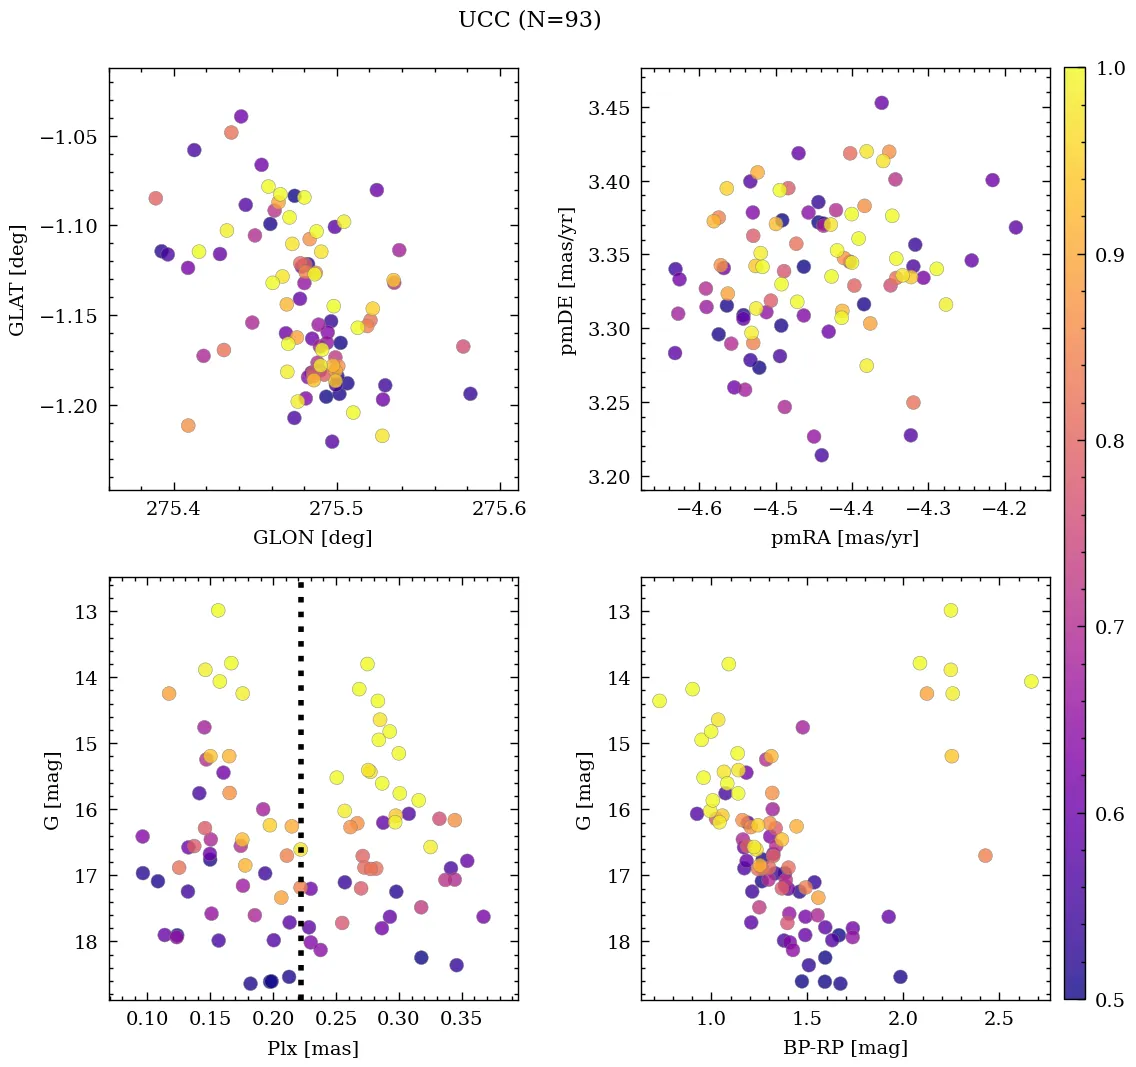 UCC (N=93)
−1.05
−1.10
−1.15
−1.20
GLAT [deg]
275.4 275.5 275.6
GLON [deg]
3.45
3.40
3.35
3.30
3.25
3.20
pmDE [mas/yr]
−4.6 −4.5 −4.4 −4.3 −4.2
pmRA [mas/yr]
1.0
0.9
0.8
0.7
0.6
0.5
13
14
15
16
17
18
G [mag]
0.10 0.15 0.20 0.25 0.30 0.35
Plx [mas]
13
14
15
16
17
18
G [mag]
1.0 1.5 2.0 2.5
BP-RP [mag]